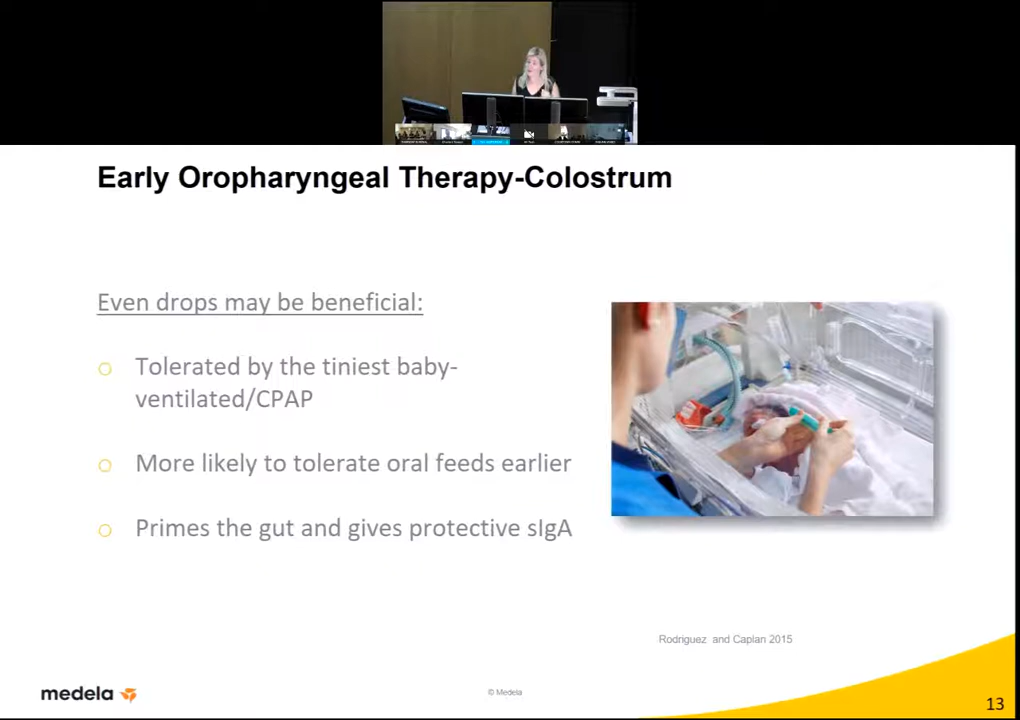 Early Oropharyngeal Therapy-Colostrum
Even drops may be beneficial:
Tolerated by the tiniest baby-
ventilated/CPAP
More likely to tolerate oral feeds earlier
Primes the gut and gives protective sIgA
Rodriguez and Caplan 2015
medela
© Medela
13